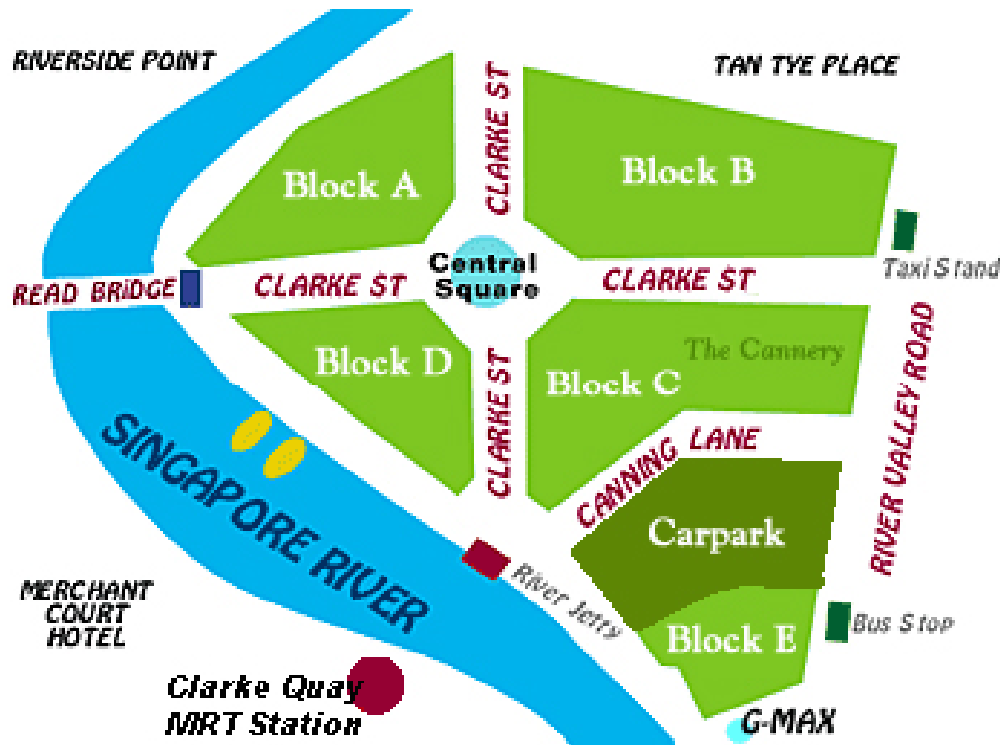 RIVERSIDE POINT
TAN TYE PLACE
CLARKE ST
Block A
Block B
Taxi Stand
READ BRIDGE
CLARKE ST
Central
Square
CLARKE ST
Block D
CLARKE ST
Block C
The Cannery
RIVER VALLEY ROAD
CANNING LANE
SINGAPORE RIVER
Carpark
River Jetty
MERCHANT
COURT
HOTEL
Block E
Bus Stop
Clarke Quay
MRT Station
G-MAX